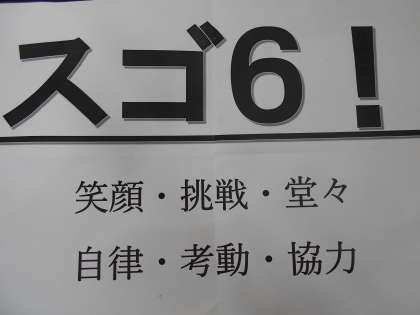 スゴ６！
笑顔・挑戦・堂々
自律・考動・協力